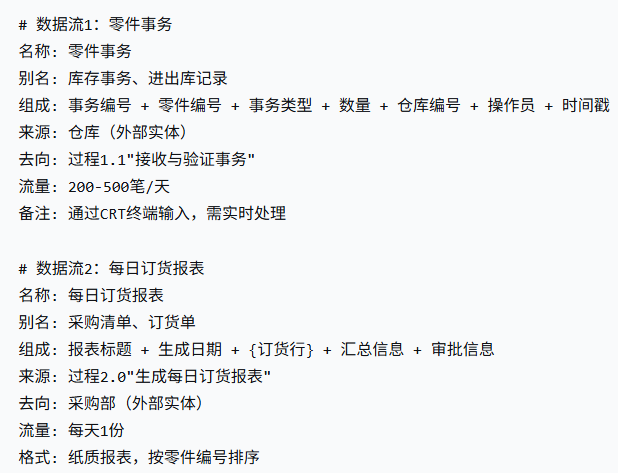 # 数据流1: 零件事务
名称: 零件事务
别名: 库存事务、进出库记录
组成: 事务编号 + 零件编号 + 事务类型 + 数量 + 仓库编号 + 操作员 + 时间戳
来源: 仓库（外部实体）
去向: 过程1.1"接收与验证事务"
流量: 200-500笔/天
备注: 通过CRT终端输入，需实时处理
# 数据流2: 每日订货报表
名称: 每日订货报表
别名: 采购清单、订货单
组成: 报表标题 + 生成日期 + {订货行} + 汇总信息 + 审批信息
来源: 过程2.0"生成每日订货报表"
去向: 采购部（外部实体）
流量: 每天1份
格式: 纸质报表，按零件编号排序